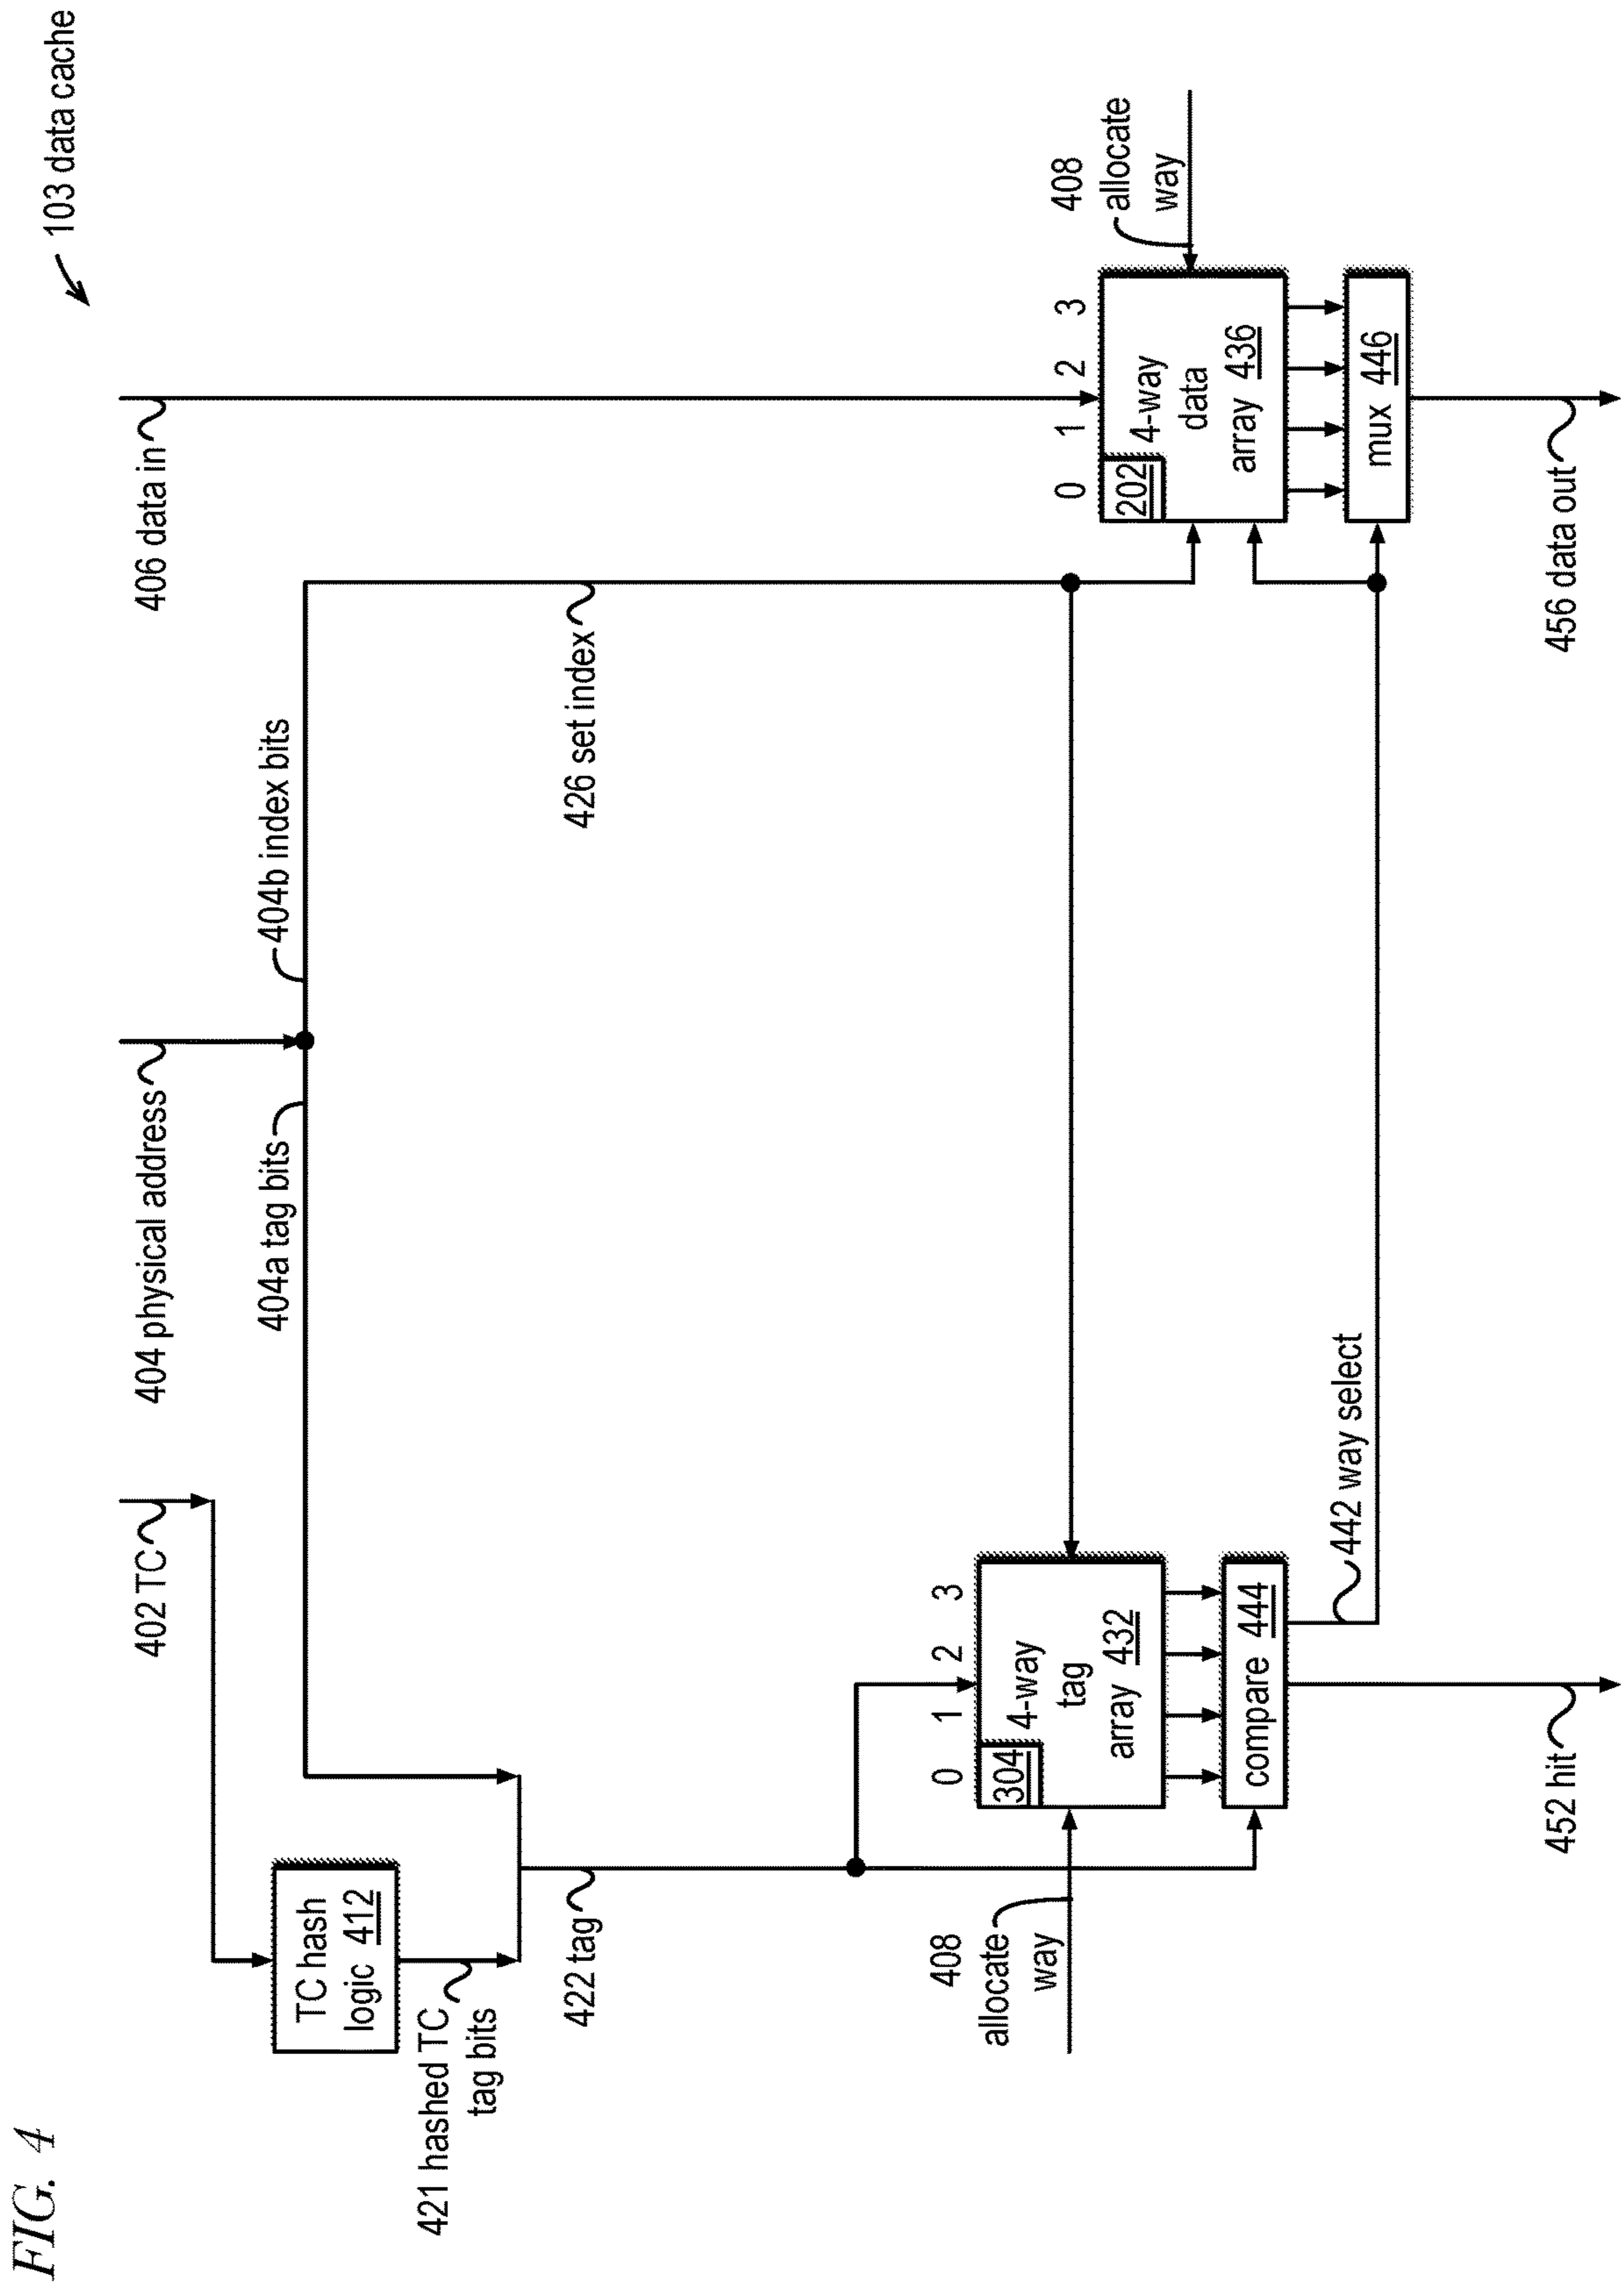 FIG. 4
103 data cache
402 TC
404 physical address
406 data in
TC hash
logic 412
404a tag bits
404b index bits
421 hashed TC
tag bits
422 tag
426 set index
408
allocate
way
0 1 2 3
304
4-way
tag
array 432
compare 444
442 way select
452 hit
0 1 2 3
202
4-way
data
array 436
408
allocate
way
mux 446
456 data out